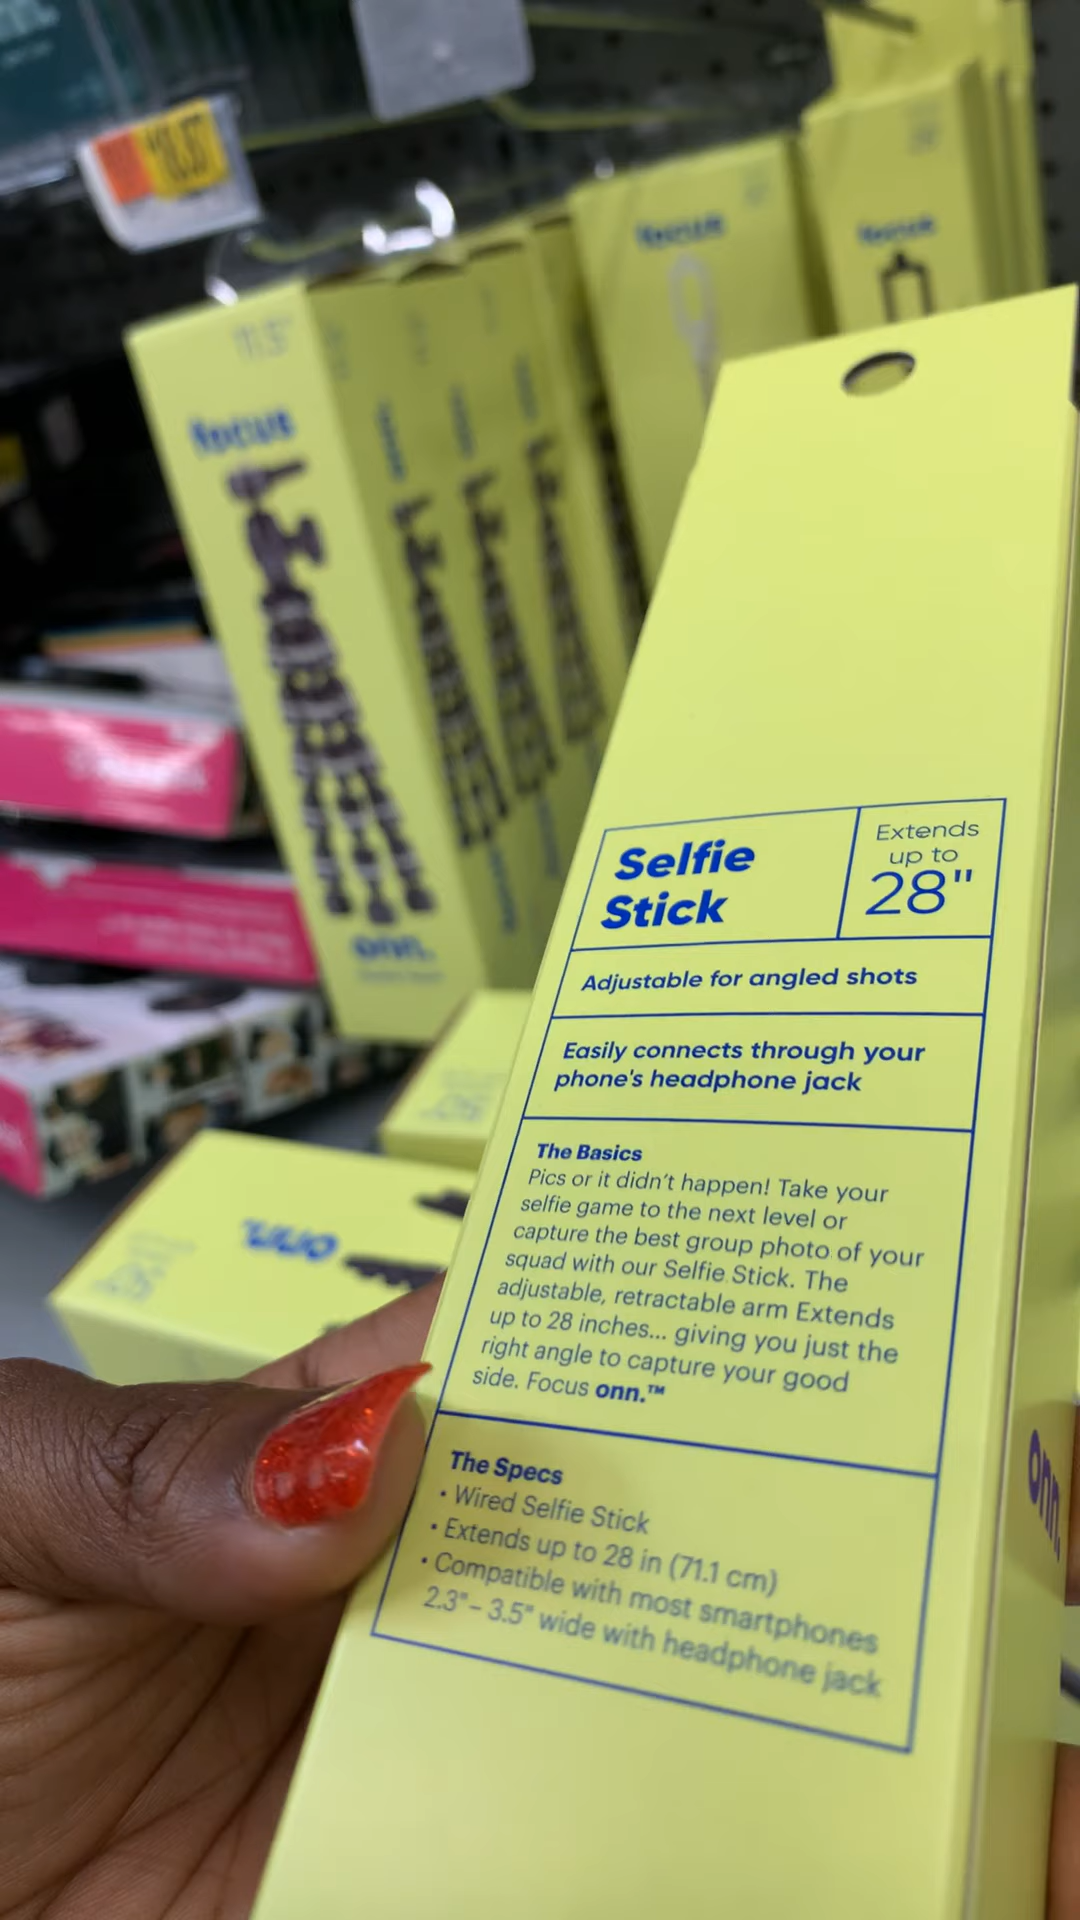 11.5"
focus
focus
focus
onn.
onn.
Selfie
Stick
Extends
up to
28"
Adjustable for angled shots
Easily connects through your
phone's headphone jack
The Basics
Pics or it didn't happen! Take your
selfie game to the next level or
capture the best group photo of your
squad with our Selfie Stick. The
adjustable, retractable arm Extends
up to 28 inches... giving you just the
right angle to capture your good
side. Focus onn.™
The Specs
• Wired Selfie Stick
• Extends up to 28 in (71.1 cm)
• Compatible with most smartphones
2.3"– 3.5" wide with headphone jack
onn.